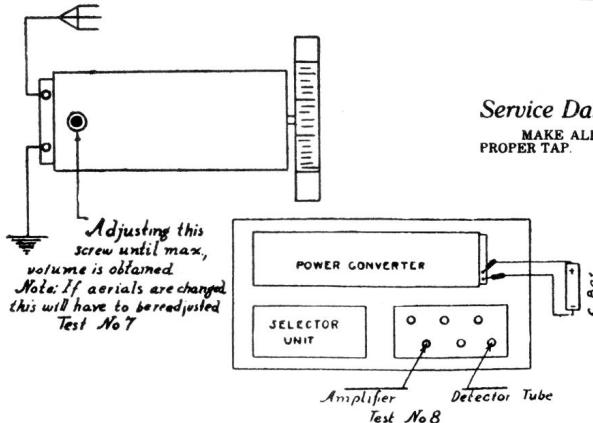 Service Da
MAKE ALL
PROPER TAP.
Adjusting this
screw until max,
volume is obtained
Note: If aerials are changed
this will have to be readjusted
Test No 7
POWER CONVERTER
SELECTOR
UNIT
+
-
Amplifier
Detector Tube
Test No 8